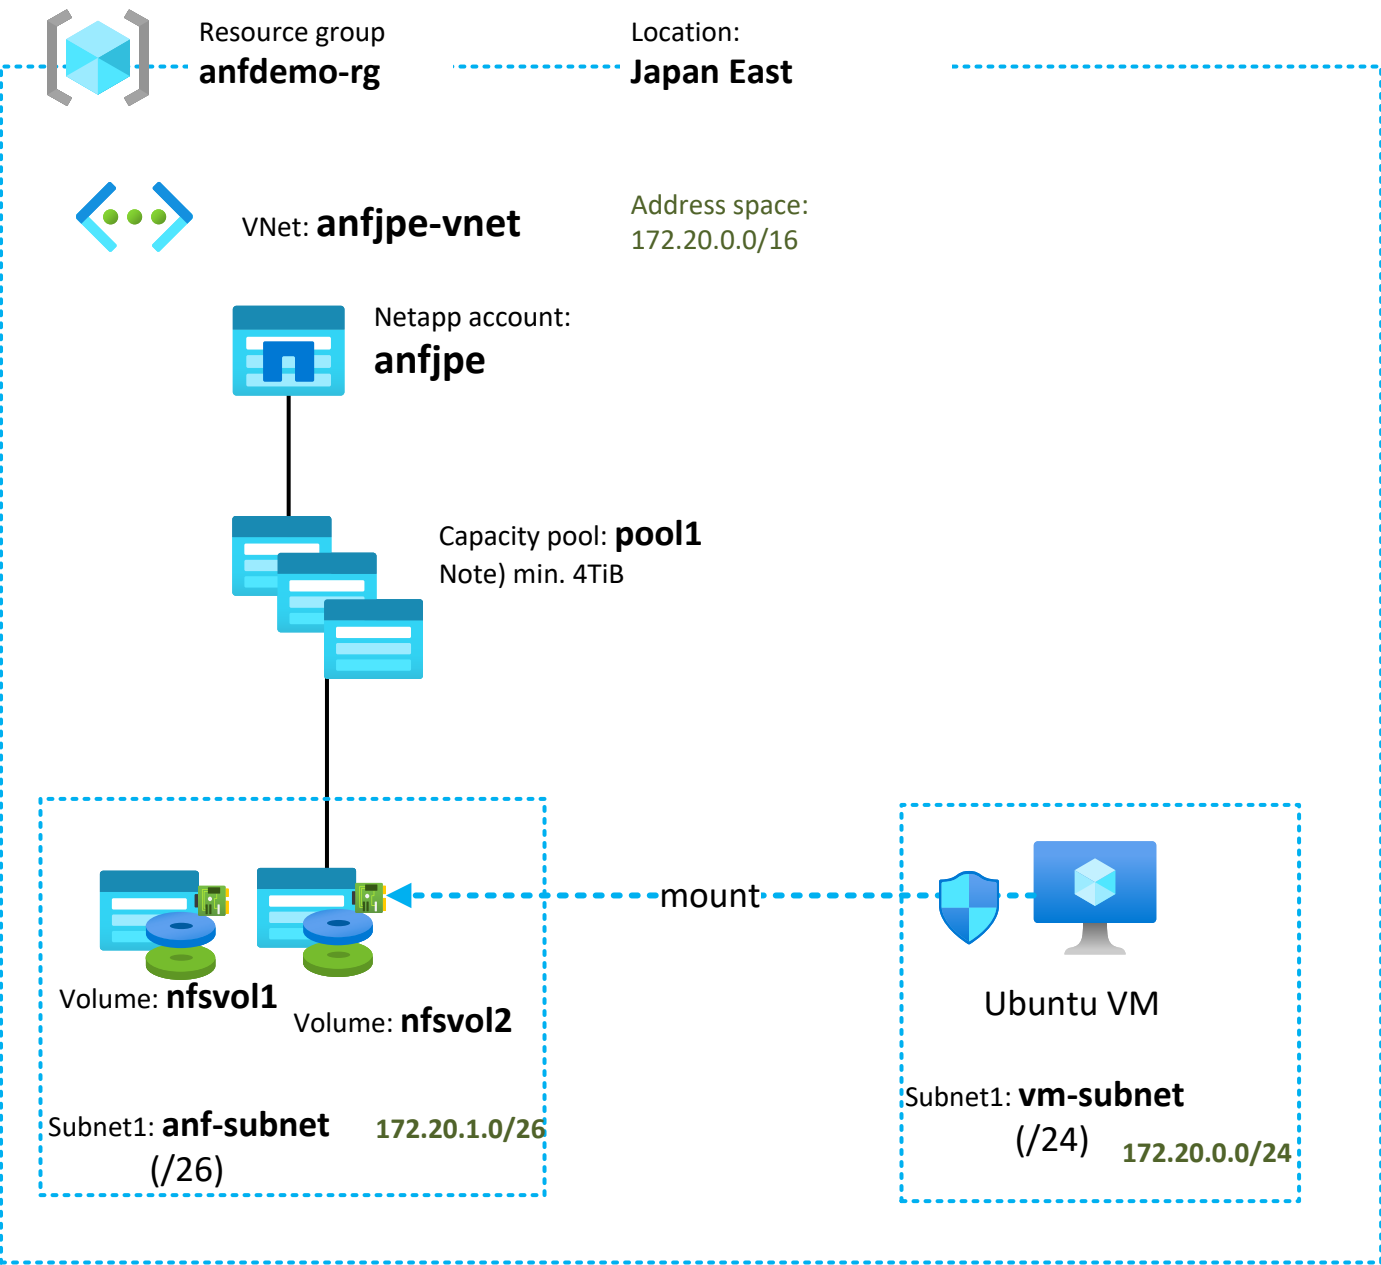 Resource group
anfdemo-rg
Location:
Japan East
VNet: anfjpe-vnet
Address space:
172.20.0.0/16
Netapp account:
anfjpe
Capacity pool: pool1
Note) min. 4TiB
mount
Volume: nfsvol1
Volume: nfsvol2
Ubuntu VM
Subnet1: anf-subnet
(/26)
172.20.1.0/26
Subnet1: vm-subnet
(/24)
172.20.0.0/24